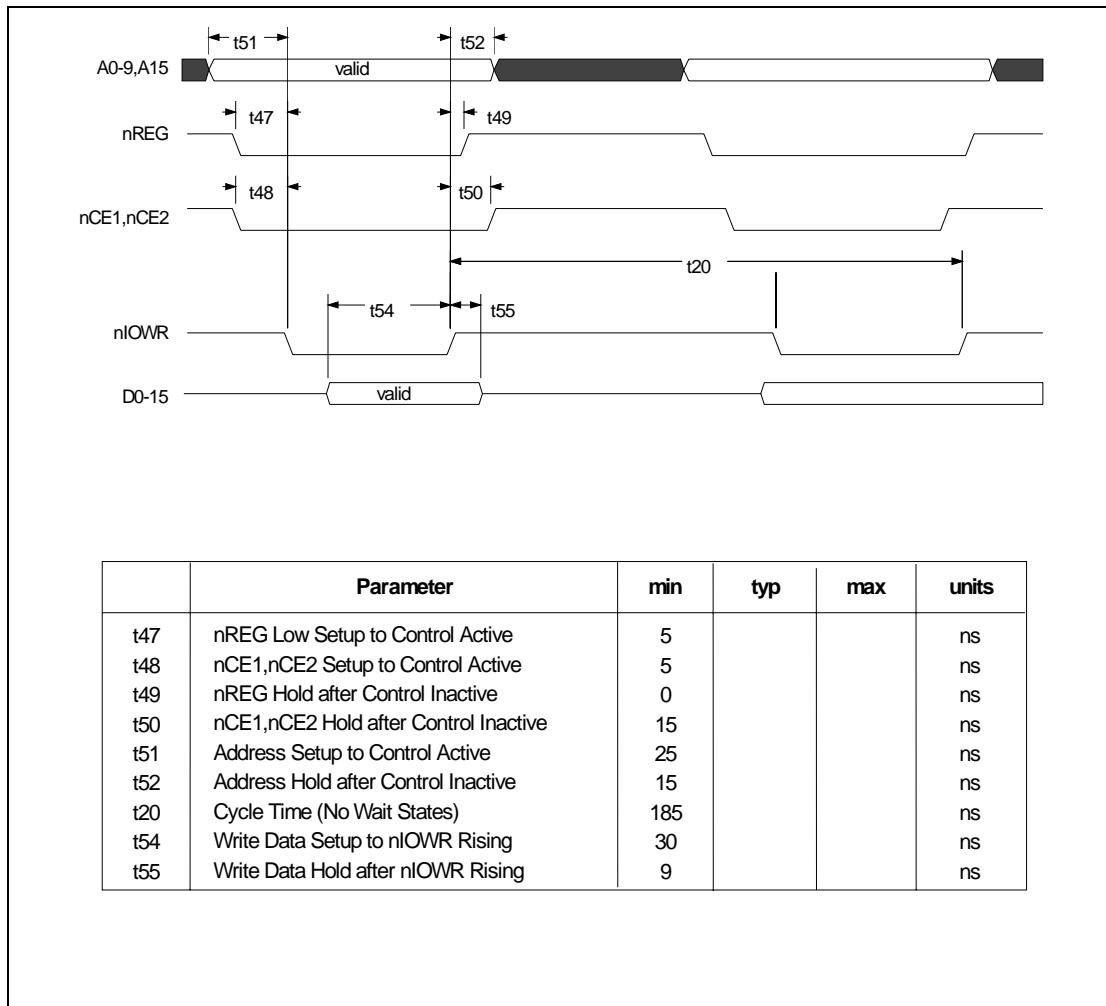 t51
t52
A0-9,A15
valid
t47
t49
nREG
t48
t50
nCE1,nCE2
t20
t54
t55
nIOWR
D0-15
valid
Parameter min typ max units
t47 nREG Low Setup to Control Active 5 ns
t48 nCE1,nCE2 Setup to Control Active 5 ns
t49 nREG Hold after Control Inactive 0 ns
t50 nCE1,nCE2 Hold after Control Inactive 15 ns
t51 Address Setup to Control Active 25 ns
t52 Address Hold after Control Inactive 15 ns
t20 Cycle Time (No Wait States) 185 ns
t54 Write Data Setup to nIOWR Rising 30 ns
t55 Write Data Hold after nIOWR Rising 9 ns